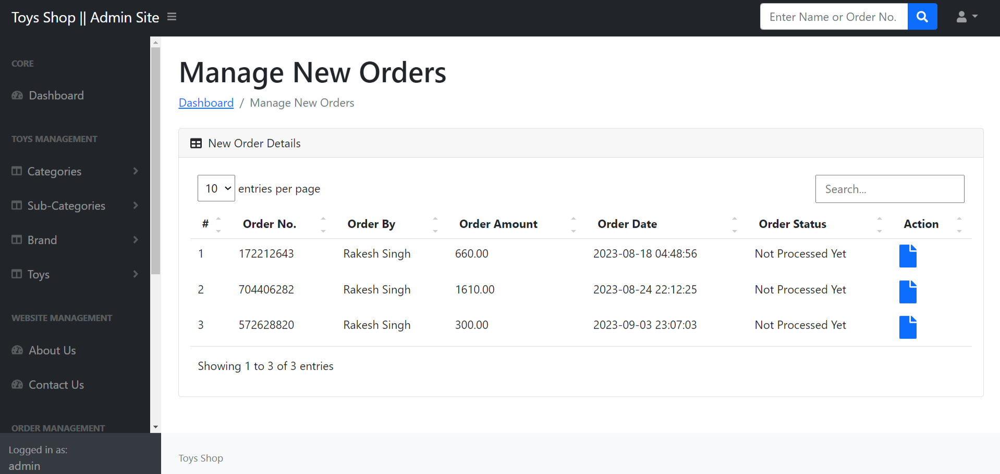 Toys Shop || Admin Site
Enter Name or Order No.
CORE
Dashboard
TOYS MANAGEMENT
Categories
Sub-Categories
Brand
Toys
WEBSITE MANAGEMENT
About Us
Contact Us
ORDER MANAGEMENT
Logged in as:
admin
Manage New Orders
Dashboard / Manage New Orders
New Order Details
10 entries per page
Search...
# Order No. Order By Order Amount Order Date Order Status Action
1 172212643 Rakesh Singh 660.00 2023-08-18 04:48:56 Not Processed Yet
2 704406282 Rakesh Singh 1610.00 2023-08-24 22:12:25 Not Processed Yet
3 572628820 Rakesh Singh 300.00 2023-09-03 23:07:03 Not Processed Yet
Showing 1 to 3 of 3 entries
Toys Shop